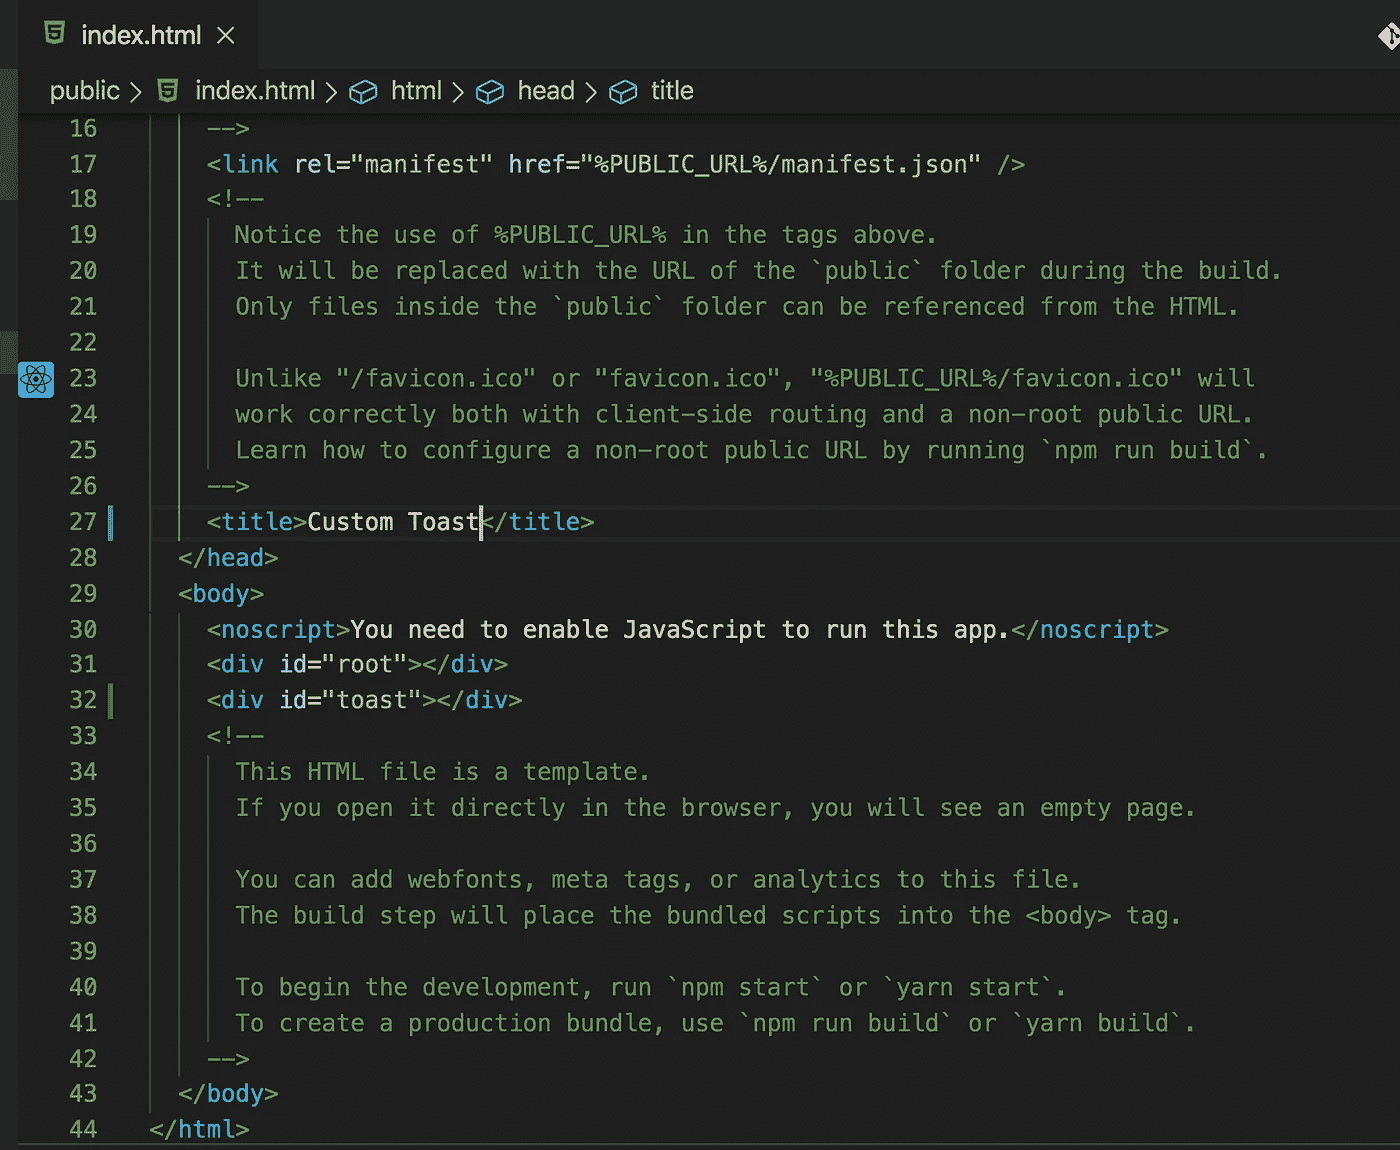 index.html ×
public > index.html > html > head > title
16 -->
17 <link rel="manifest" href="%PUBLIC_URL%/manifest.json" />
18 <!--
19 Notice the use of %PUBLIC_URL% in the tags above.
20 It will be replaced with the URL of the `public` folder during the build.
21 Only files inside the `public` folder can be referenced from the HTML.
22
23 Unlike "/favicon.ico" or "favicon.ico", "%PUBLIC_URL%/favicon.ico" will
24 work correctly both with client-side routing and a non-root public URL.
25 Learn how to configure a non-root public URL by running `npm run build`.
26 -->
27 <title>Custom Toast</title>
28 </head>
29 <body>
30 <noscript>You need to enable JavaScript to run this app.</noscript>
31 <div id="root"></div>
32 <div id="toast"></div>
33 <!--
34 This HTML file is a template.
35 If you open it directly in the browser, you will see an empty page.
36
37 You can add webfonts, meta tags, or analytics to this file.
38 The build step will place the bundled scripts into the <body> tag.
39
40 To begin the development, run `npm start` or `yarn start`.
41 To create a production bundle, use `npm run build` or `yarn build`.
42 -->
43 </body>
44 </html>